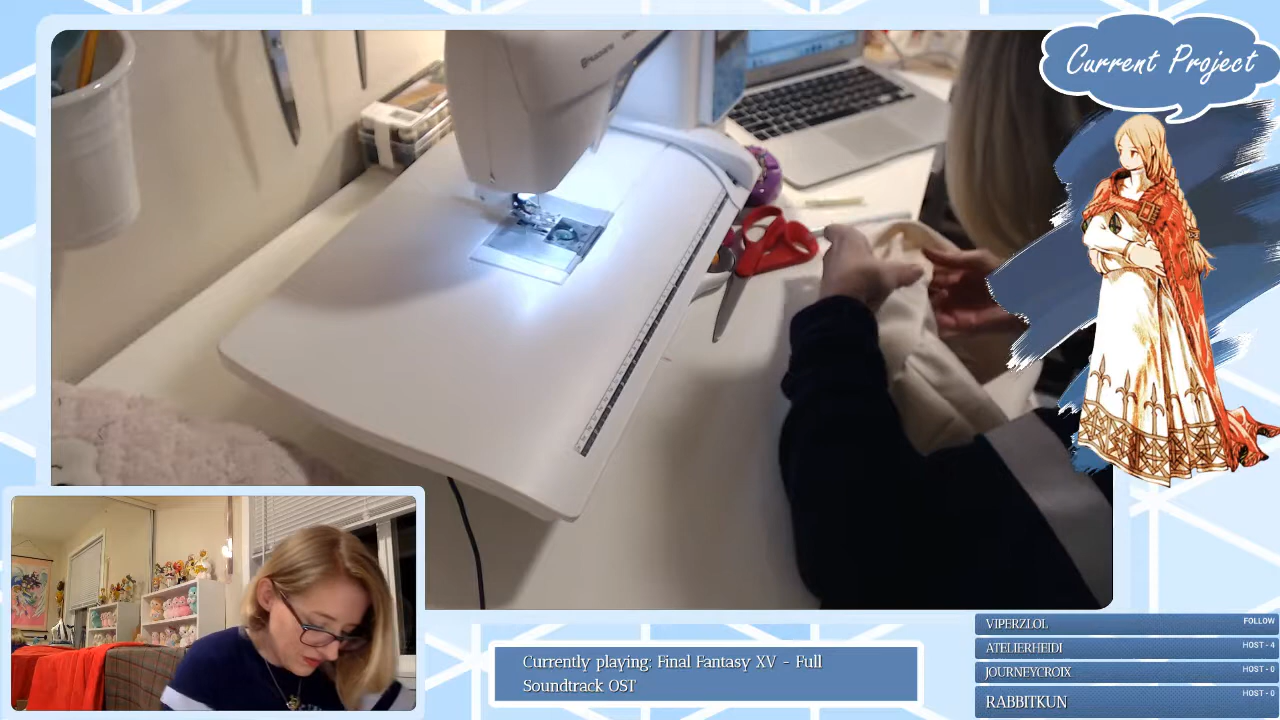 Current Project
Currently playing: Final Fantasy XV - Full
Soundtrack OST
VIPERZLOL FOLLOW
ATELIERHEIDI HOST - 4
JOURNEYCROIX HOST - 0
RABBITKUN HOST - 0